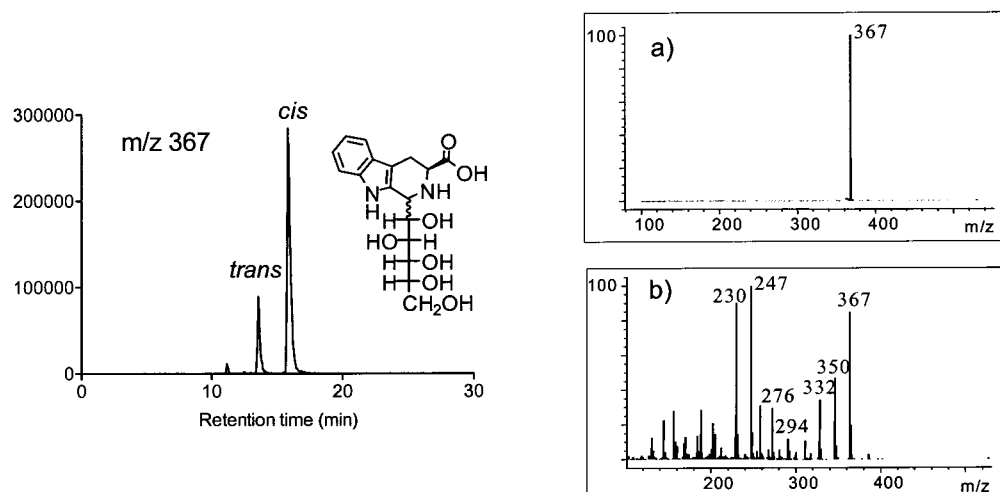 300000
200000
100000
0
m/z 367
cis
trans
0
10
20
30
Retention time (min)
O
OH
NH
N
H
H OH
HO H
H OH
H OH
CH2OH
a)
100
367
100
200
300
400
m/z
b)
100
230
247
367
350
332
276
294
200
300
400
m/z